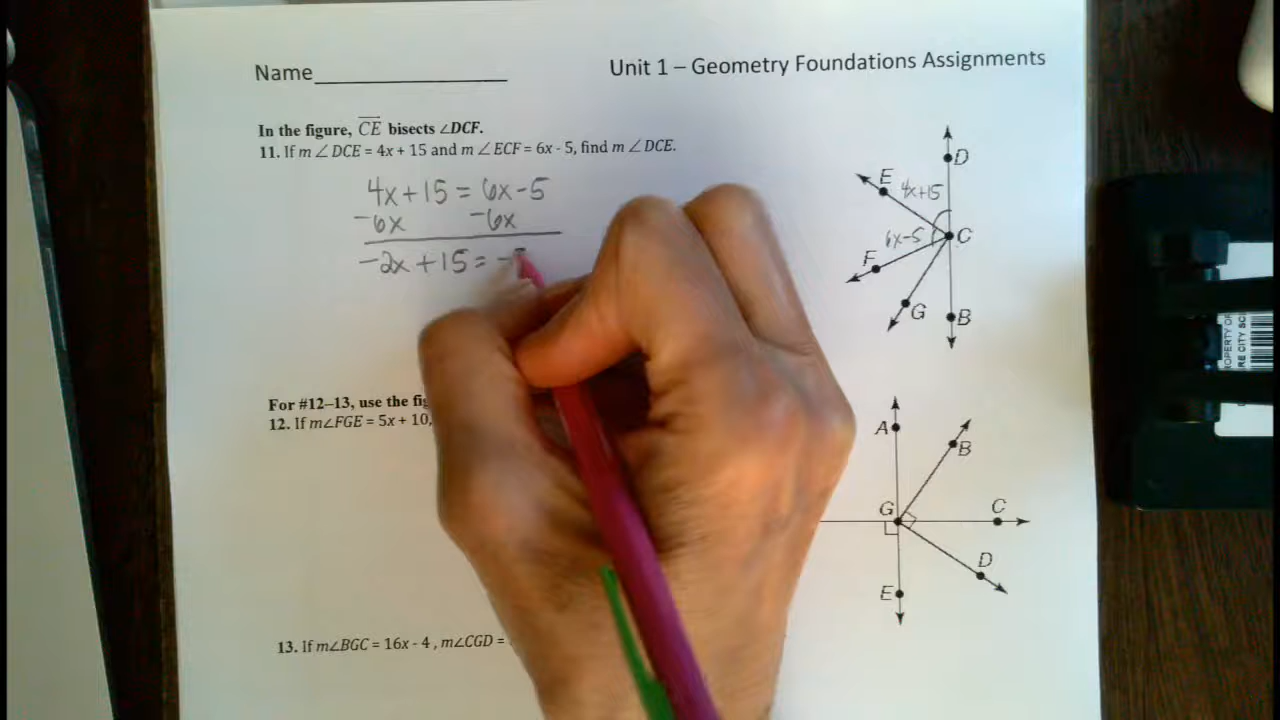 Name____________ Unit 1 – Geometry Foundations Assignments
In the figure, CE bisects ∠DCF.
11. If m ∠ DCE = 4x + 15 and m ∠ ECF = 6x - 5, find m ∠ DCE.
4x + 15 = 6x - 5
-6x -6x
-2x + 15 = -
D
E
4x+15
6x-5
C
F
G
B
For #12–13, use the
12. If m∠FGE = 5x + 10,
A
B
G
C
D
E
13. If m∠BGC = 16x - 4 , m∠CGD =